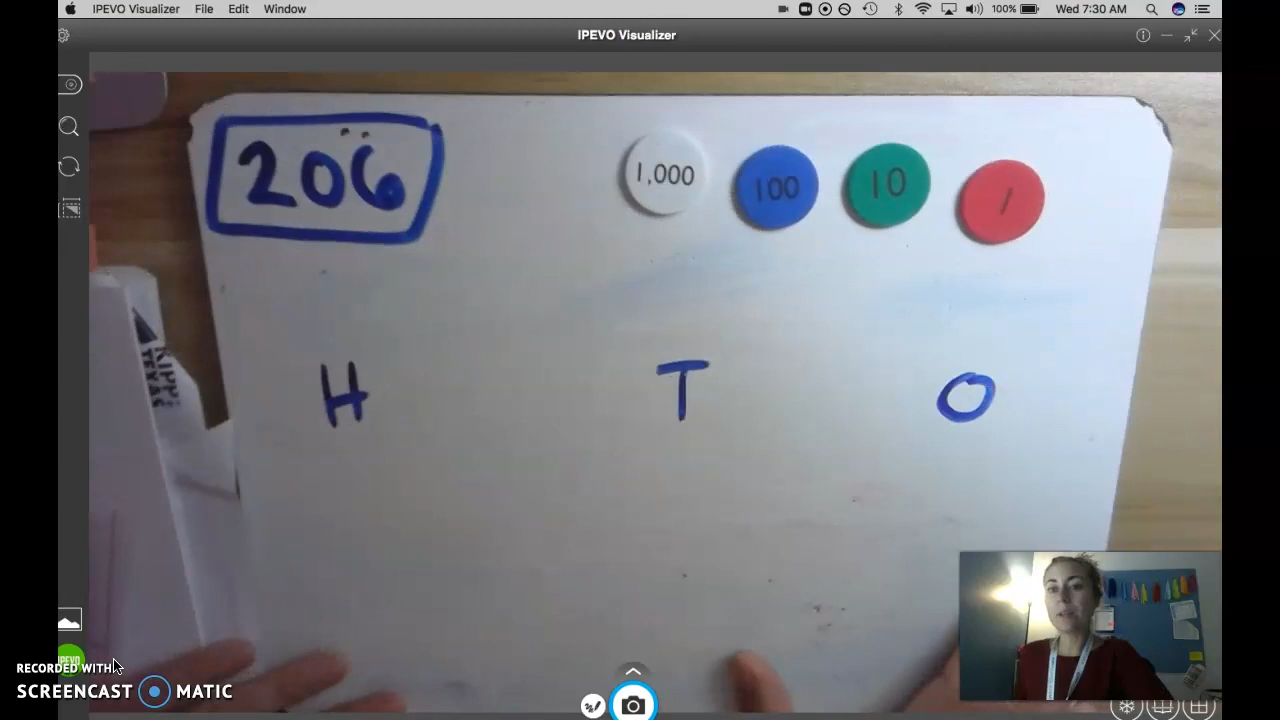 IPEVO Visualizer File Edit Window 100% Wed 7:30 AM
IPEVO Visualizer
206
1,000 100 10 1
H T O
KIPP
TEXAS
IPEVO
RECORDED WITH
SCREENCAST MATIC